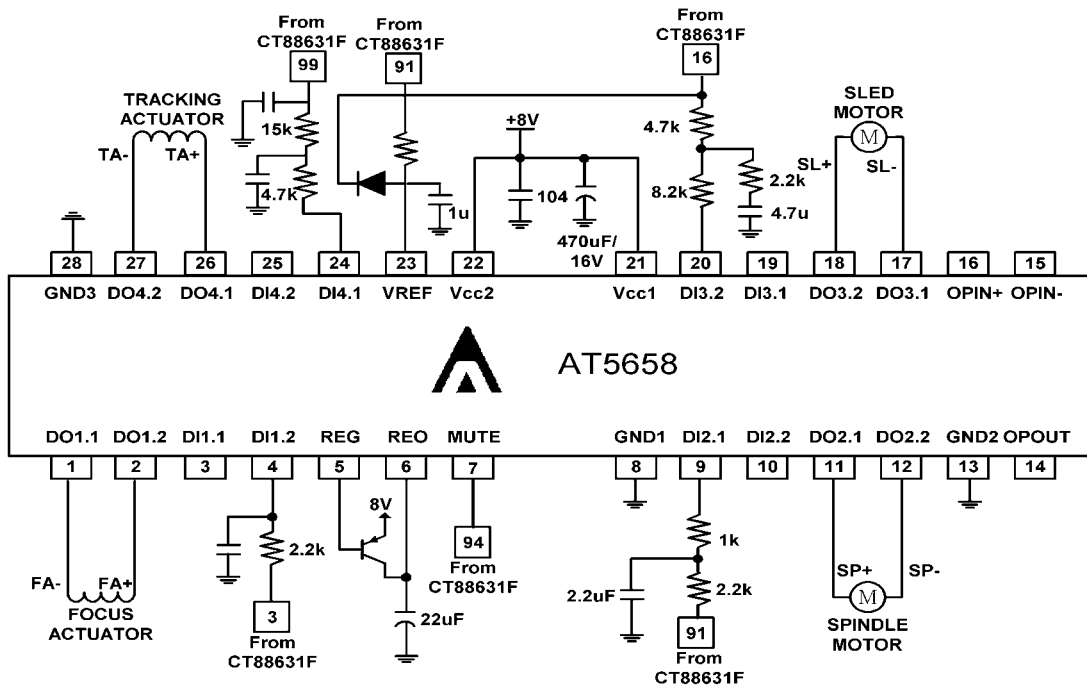 From
CT88631F
99
From
CT88631F
91
From
CT88631F
16
TRACKING
ACTUATOR
TA-
TA+
15k
4.7k
1u
+8V
104
470uF/
16V
4.7k
8.2k
2.2k
4.7u
SLED
MOTOR
M
SL+
SL-
28
27
26
25
24
23
22
21
20
19
18
17
16
15
GND3
DO4.2
DO4.1
DI4.2
DI4.1
VREF
Vcc2
Vcc1
DI3.2
DI3.1
DO3.2
DO3.1
OPIN+
OPIN-
AT5658
DO1.1
DO1.2
DI1.1
DI1.2
REG
REO
MUTE
GND1
DI2.1
DI2.2
DO2.1
DO2.2
GND2
OPOUT
1
2
3
4
5
6
7
8
9
10
11
12
13
14
FA-
FA+
FOCUS
ACTUATOR
2.2k
3
From
CT88631F
8V
22uF
94
From
CT88631F
1k
2.2uF
2.2k
91
From
CT88631F
SP+
SP-
M
SPINDLE
MOTOR